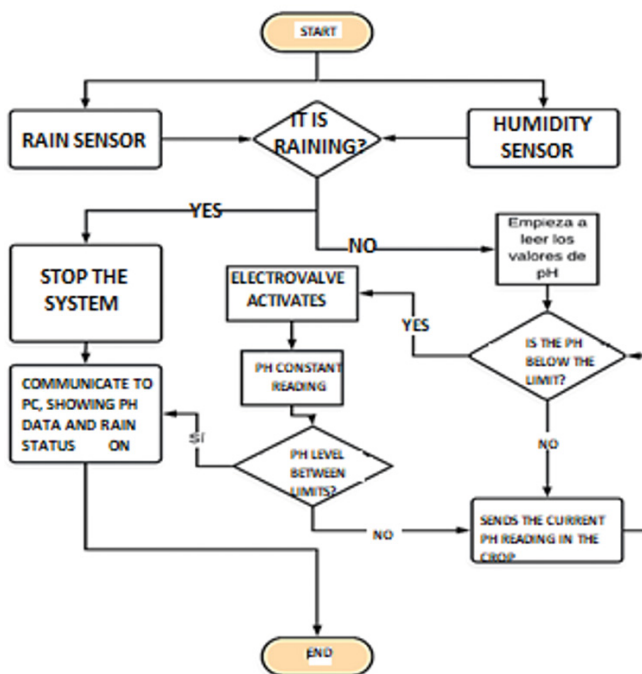 START
RAIN SENSOR
IT IS
RAINING?
HUMIDITY
SENSOR
YES
NO
STOP THE
SYSTEM
Empieza a
leer los
valores de
pH
ELECTROVALVE
ACTIVATES
YES
IS THE PH
BELOW THE
LIMIT?
PH CONSTANT
READING
COMMUNICATE TO
PC, SHOWING PH
DATA AND RAIN
STATUS ON
SI
PH LEVEL
BETWEEN
LIMITS?
NO
NO
SENDS THE CURRENT
PH READING IN THE
CROP
END